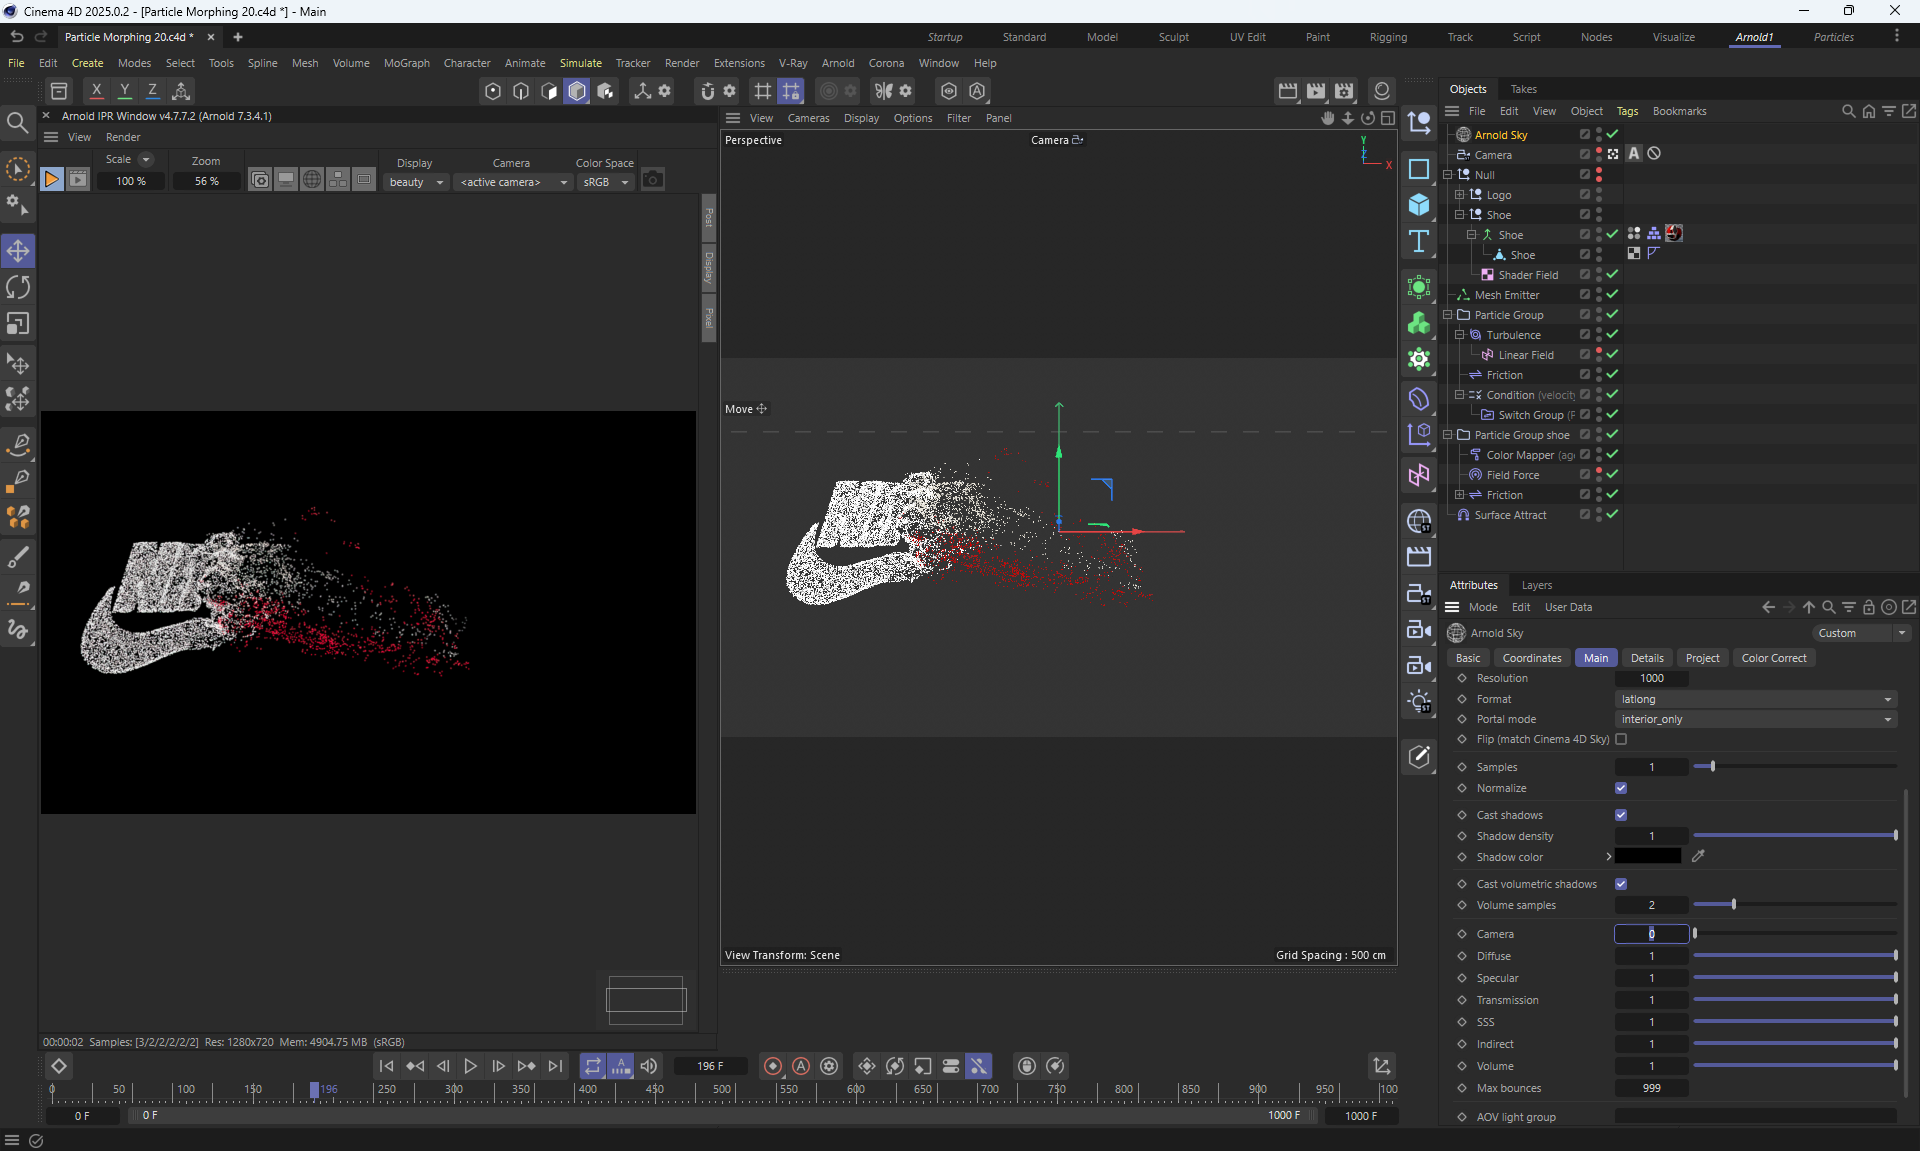 Cinema 4D 2025.0.2 - [Particle Morphing 20.c4d *] - Main
Particle Morphing 20.c4d *
Startup Standard Model Sculpt UV Edit Paint Rigging Track Script Nodes Visualize Arnold1 Particles
File Edit Create Modes Select Tools Spline Mesh Volume MoGraph Character Animate Simulate Tracker Render Extensions V-Ray Arnold Corona Window Help
X Y Z
Arnold IPR Window v4.7.7.2 (Arnold 7.3.4.1)
View Render
Scale Zoom Display Camera Color Space
100 % 56 % beauty <active camera> sRGB
Post
Display
Pixel
00:00:02 Samples: [3/2/2/2/2/2] Res: 1280x720 Mem: 4904.75 MB (sRGB)
View Cameras Display Options Filter Panel
Perspective
Camera
Y
Z
X
Move
View Transform: Scene
Grid Spacing : 500 cm
Objects Takes
File Edit View Object Tags Bookmarks
Arnold Sky
Camera
Null
Logo
Shoe
Shoe
Shoe
Shader Field
Mesh Emitter
Particle Group
Turbulence
Linear Field
Friction
Condition (velocit
Switch Group (F
Particle Group shoe
Color Mapper (ag
Field Force
Friction
Surface Attract
Attributes Layers
Mode Edit User Data
Arnold Sky Custom
Basic Coordinates Main Details Project Color Correct
Resolution 1000
Format latlong
Portal mode interior_only
Flip (match Cinema 4D Sky)
Samples 1
Normalize
Cast shadows
Shadow density 1
Shadow color
Cast volumetric shadows
Volume samples 2
Camera 0
Diffuse 1
Specular 1
Transmission 1
SSS 1
Indirect 1
Volume 1
Max bounces 999
AOV light group
196 F
0 50 100 150 196 250 300 350 400 450 500 550 600 650 700 750 800 850 900 950 100
0 F 0 F 1000 F 1000 F